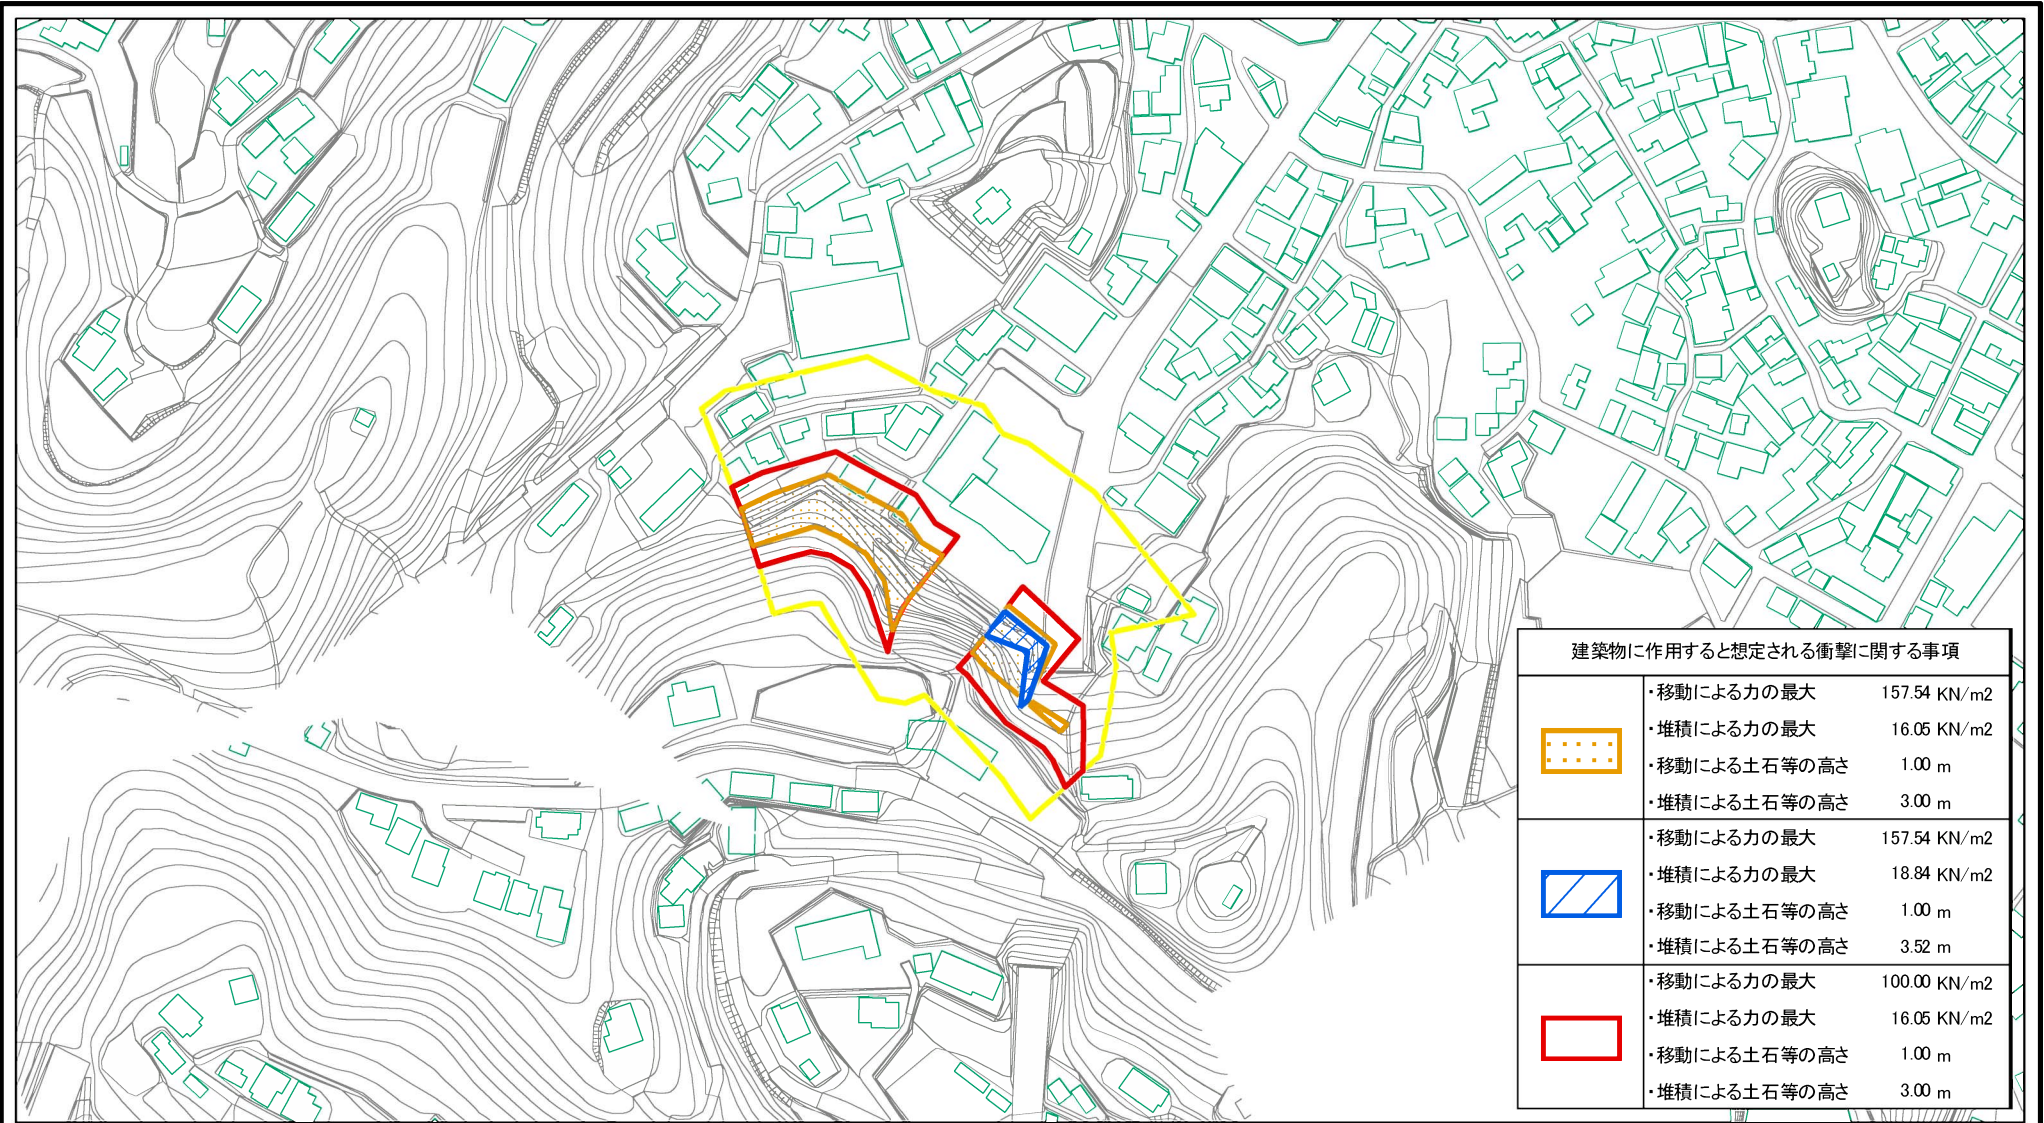 建築物に作用すると想定される衝撃に関する事項
・移動による力の最大 157.54 KN/m2
・堆積による力の最大 16.05 KN/m2
・移動による土石等の高さ 1.00 m
・堆積による土石等の高さ 3.00 m
・移動による力の最大 157.54 KN/m2
・堆積による力の最大 18.84 KN/m2
・移動による土石等の高さ 1.00 m
・堆積による土石等の高さ 3.52 m
・移動による力の最大 100.00 KN/m2
・堆積による力の最大 16.05 KN/m2
・移動による土石等の高さ 1.00 m
・堆積による土石等の高さ 3.00 m